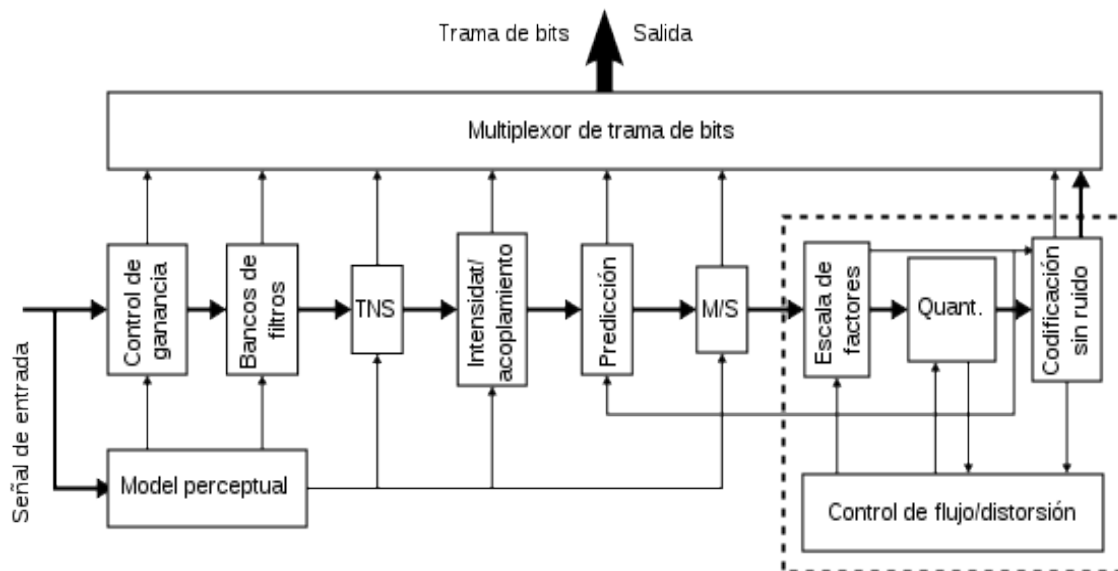 Trama de bits Salida
Multiplexor de trama de bits
Control de
ganancia
Bancos de
filtros
TNS
Intensidat/
acoplamiento
Predicción
M/S
Escala de
factores
Quant.
Codificación
sin ruido
Señal de entrada
Model perceptual
Control de flujo/distorsión